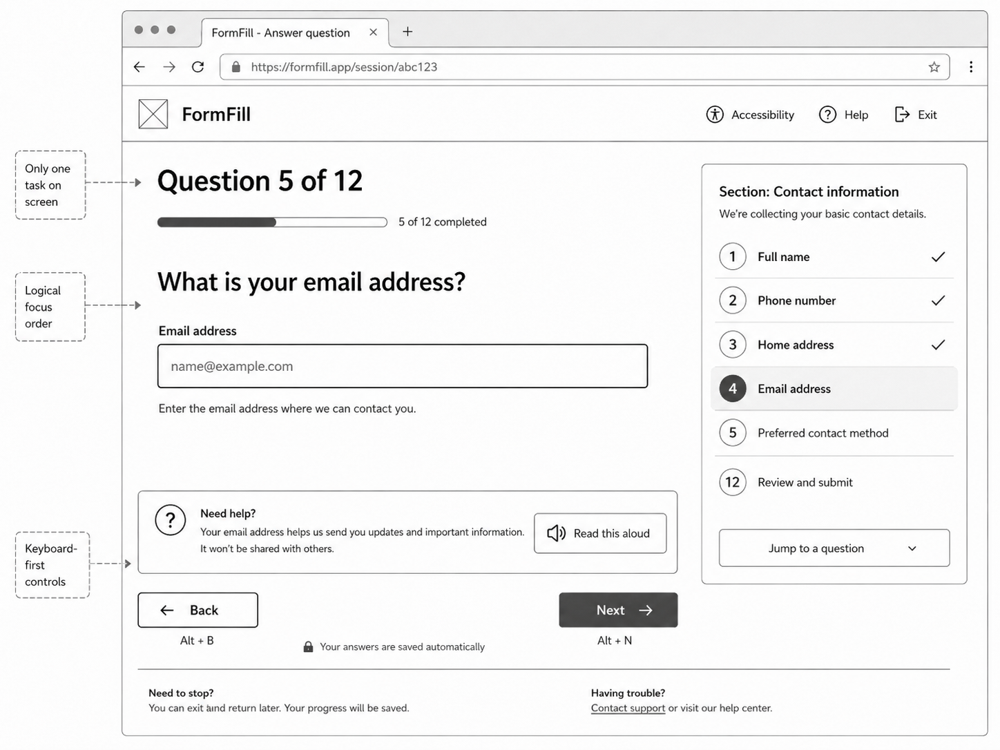 FormFill - Answer question
https://formfill.app/session/abc123
FormFill
Accessibility
Help
Exit
Only one
task on
screen
Question 5 of 12
5 of 12 completed
Logical
focus
order
What is your email address?
Email address
name@example.com
Enter the email address where we can contact you.
Keyboard-
first
controls
?
Need help?
Your email address helps us send you updates and important information.
It won't be shared with others.
Read this aloud
Back
Alt + B
Your answers are saved automatically
Next
Alt + N
Section: Contact information
We're collecting your basic contact details.
1 Full name
2 Phone number
3 Home address
4 Email address
5 Preferred contact method
12 Review and submit
Jump to a question
Need to stop?
You can exit and return later. Your progress will be saved.
Having trouble?
Contact support or visit our help center.